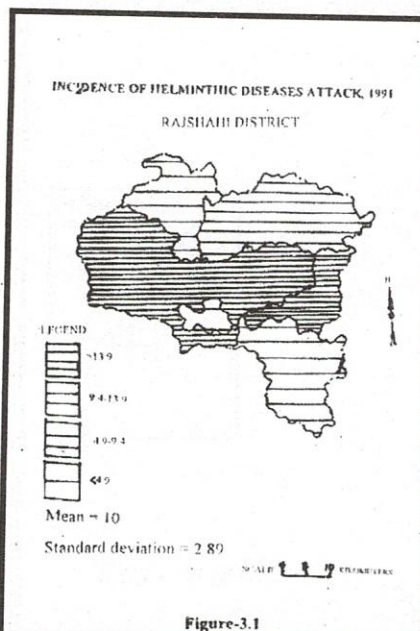 INCIDENCE OF HELMINTHIC DISEASES ATTACK, 1991
RAJSHAHI DISTRICT
N
LEGEND
>13.9
9.4-13.9
4.9-9.4
<4.9
Mean = 10
Standard deviation = 2.89
SCALE KILOMETERS
Figure-3.1